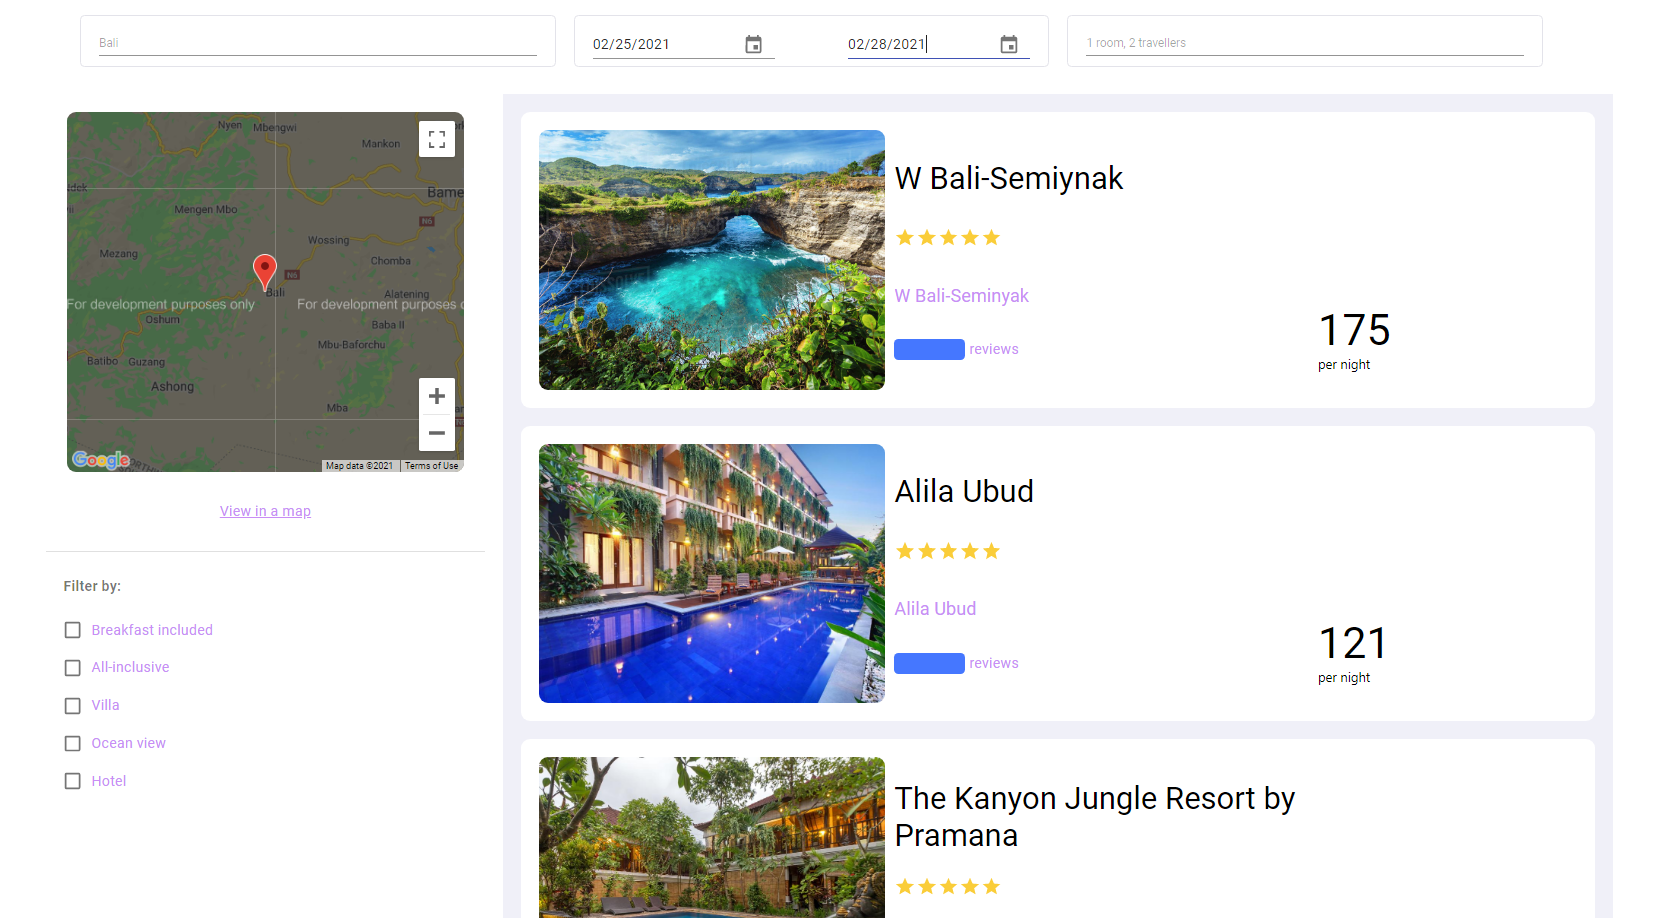 Bali
02/25/2021
02/28/2021
1 room, 2 travellers
Nyen
Mbengwi
Mankon
Bame
Mengen Mbo
N6
Wossing
Mezang
Chomba
N6
Bali
Alatening
For development purposes only
For development purposes
Oshum
Baba II
Mbu-Baforchu
Batibo
Guzang
Ashong
Mba
Google
Map data ©2021
Terms of Use
View in a map
Filter by:
Breakfast included
All-inclusive
Villa
Ocean view
Hotel
W Bali-Semiynak
W Bali-Seminyak
reviews
175
per night
Alila Ubud
Alila Ubud
reviews
121
per night
The Kanyon Jungle Resort by
Pramana